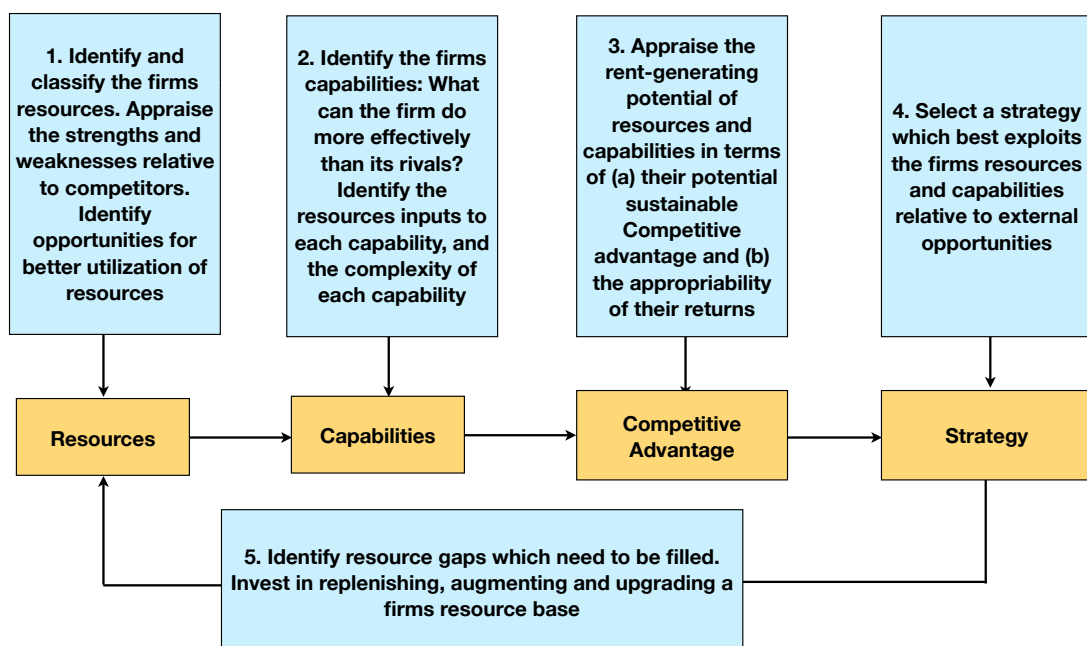 1. Identify and
classify the firms
resources. Appraise
the strengths and
weaknesses relative
to competitors.
Identify
opportunities for
better utilization of
resources
2. Identify the firms
capabilities: What
can the firm do
more effectively
than its rivals?
Identify the
resources inputs to
each capability, and
the complexity of
each capability
3. Appraise the
rent-generating
potential of
resources and
capabilities in terms
of (a) their potential
sustainable
Competitive
advantage and (b)
the appropriability
of their returns
4. Select a strategy
which best exploits
the firms resources
and capabilities
relative to external
opportunities
Resources
Capabilities
Competitive
Advantage
Strategy
5. Identify resource gaps which need to be filled.
Invest in replenishing, augmenting and upgrading a
firms resource base